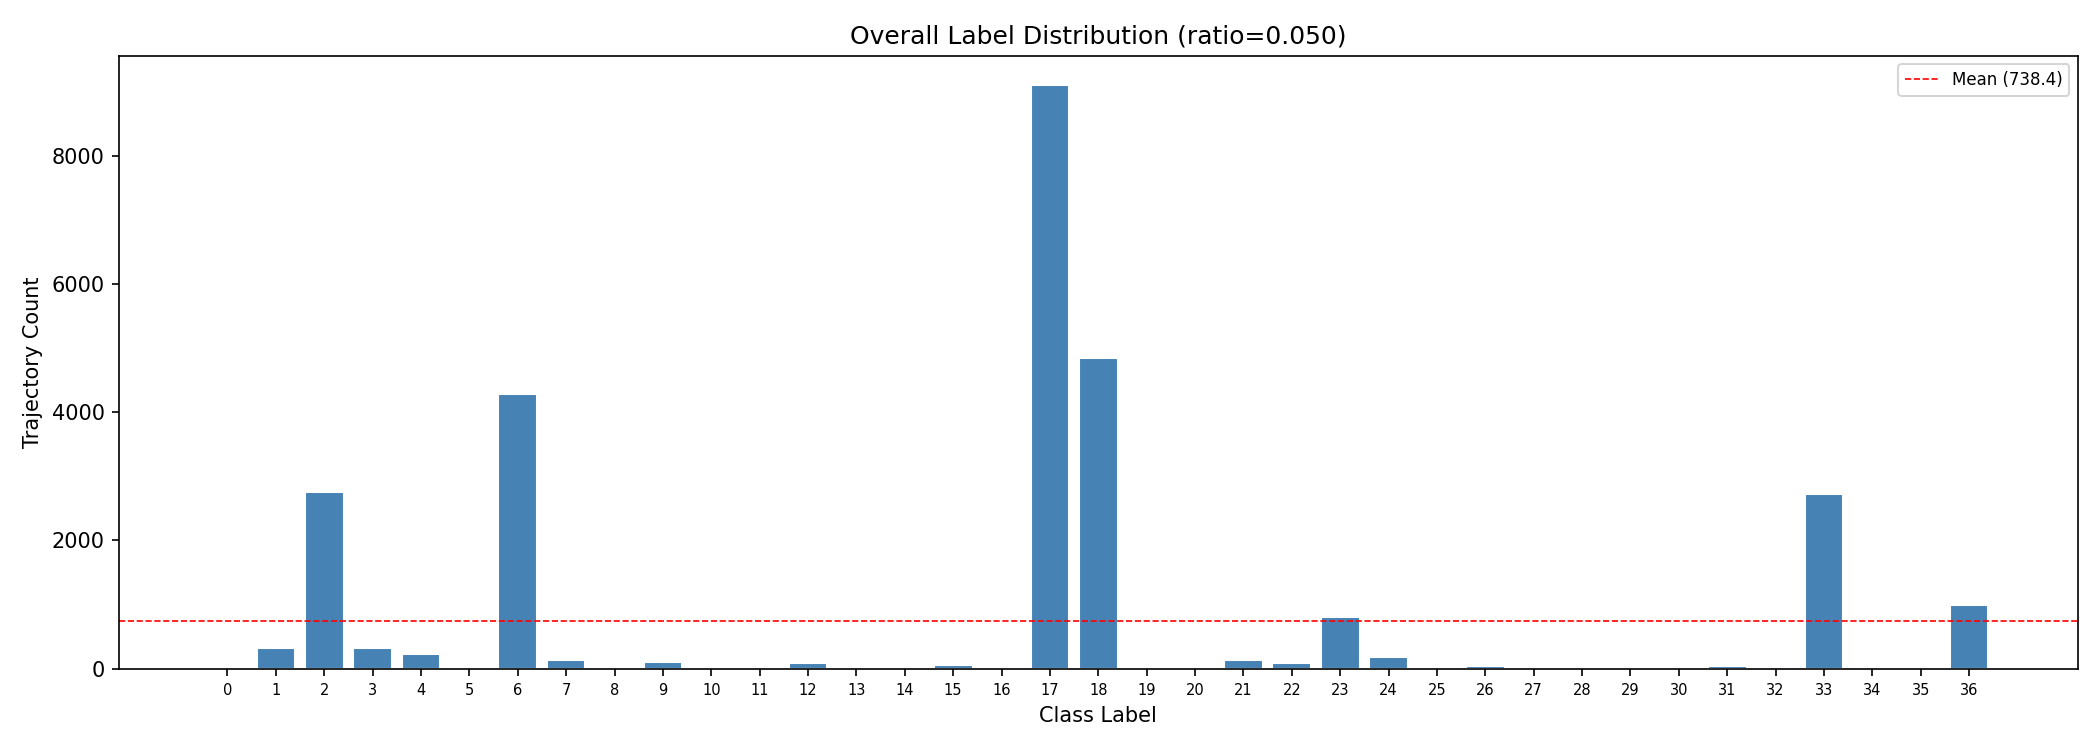 Overall Label Distribution (ratio=0.050)
Mean (738.4)
Trajectory Count
8000
6000
4000
2000
0
0 1 2 3 4 5 6 7 8 9 10 11 12 13 14 15 16 17 18 19 20 21 22 23 24 25 26 27 28 29 30 31 32 33 34 35 36
Class Label